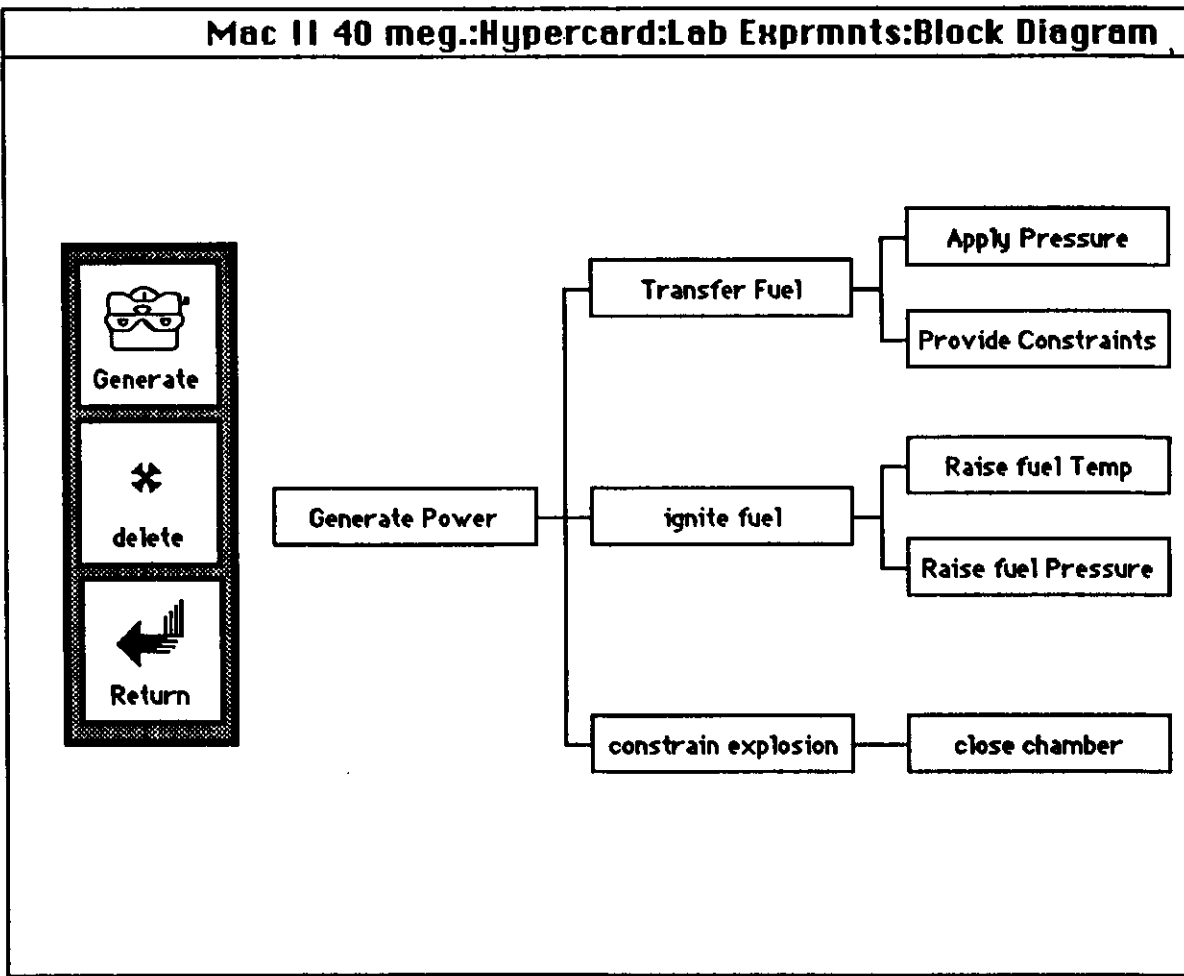 Mac II 40 meg.:Hypercard:Lab Exprmnts:Block Diagram
Generate
delete
Return
Generate Power
Transfer Fuel
Apply Pressure
Provide Constraints
ignite fuel
Raise fuel Temp
Raise fuel Pressure
constrain explosion
close chamber